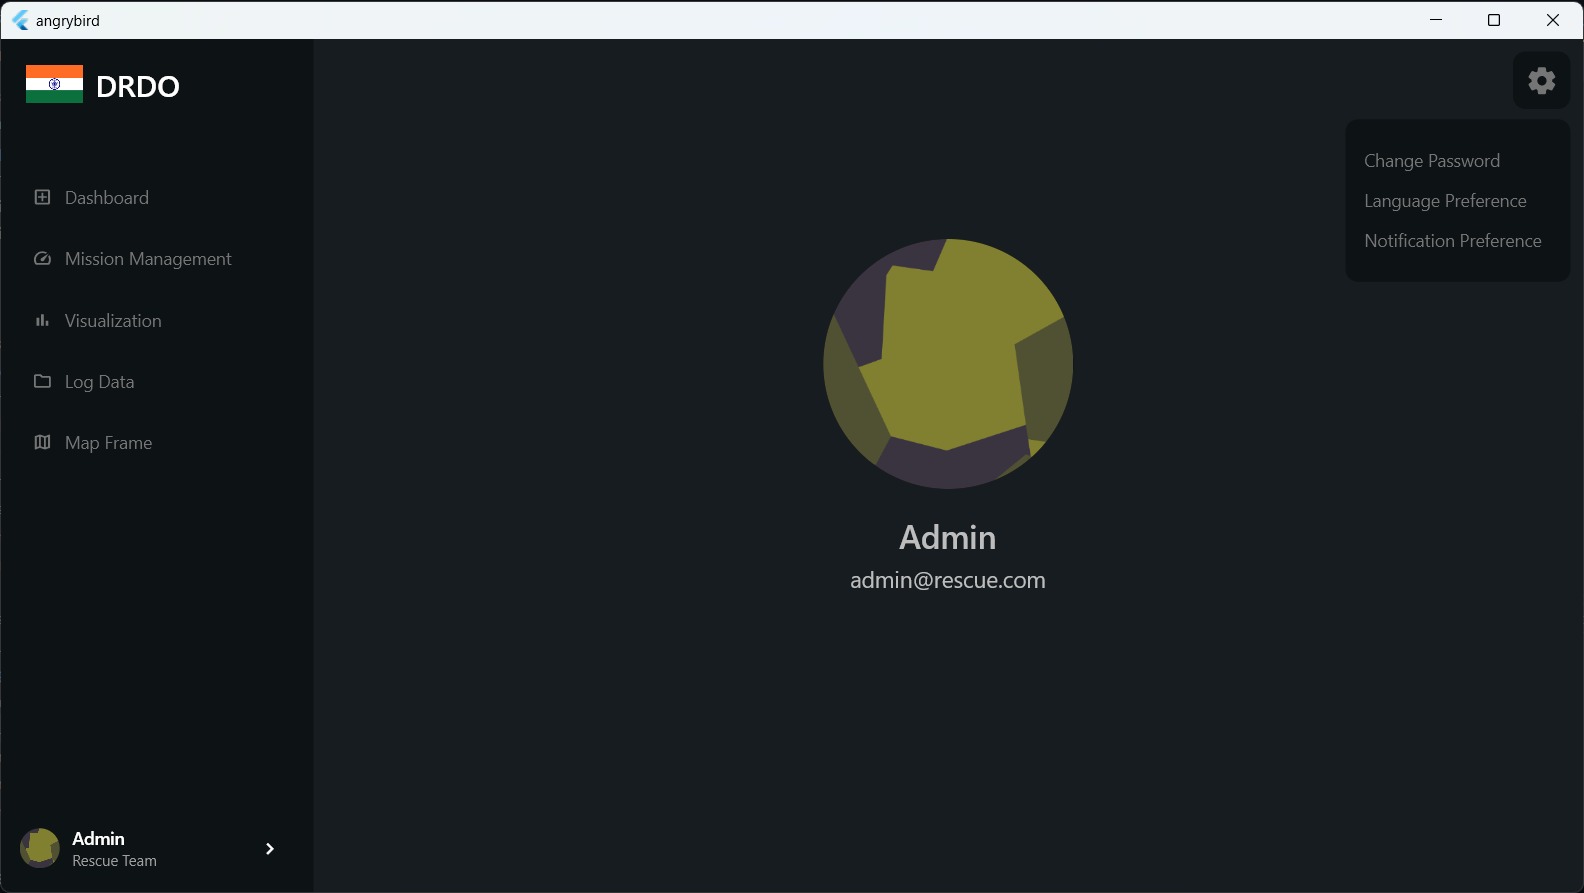 angrybird
DRDO
Dashboard
Mission Management
Visualization
Log Data
Map Frame
Admin
Rescue Team
Change Password
Language Preference
Notification Preference
Admin
admin@rescue.com